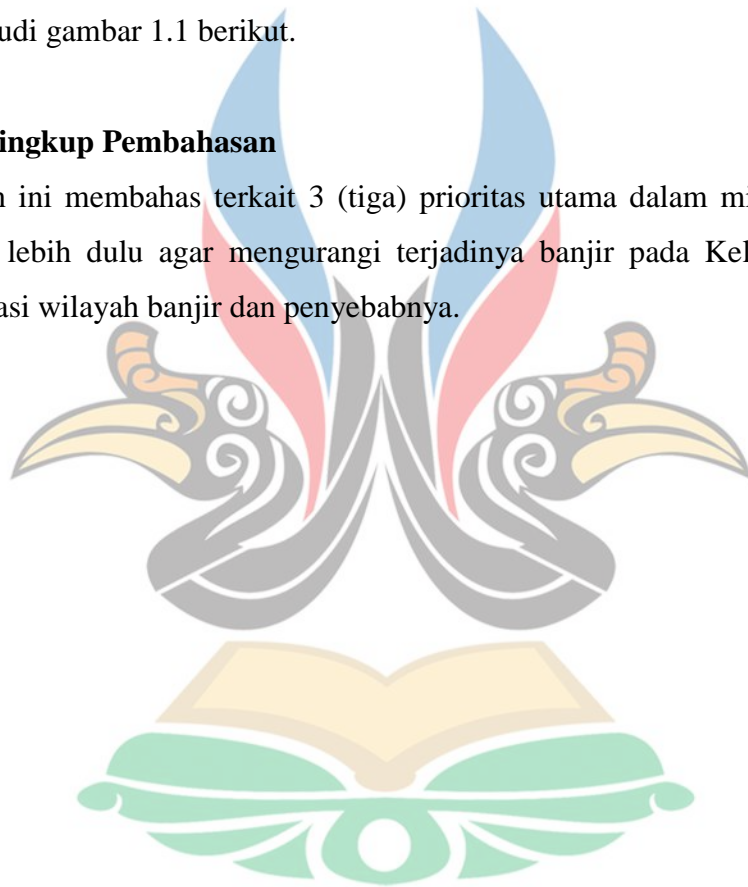 udi gambar 1.1 berikut.
ingkup Pembahasan
n ini membahas terkait 3 (tiga) prioritas utama dalam mi
lebih dulu agar mengurangi terjadinya banjir pada Kel
asi wilayah banjir dan penyebabnya.